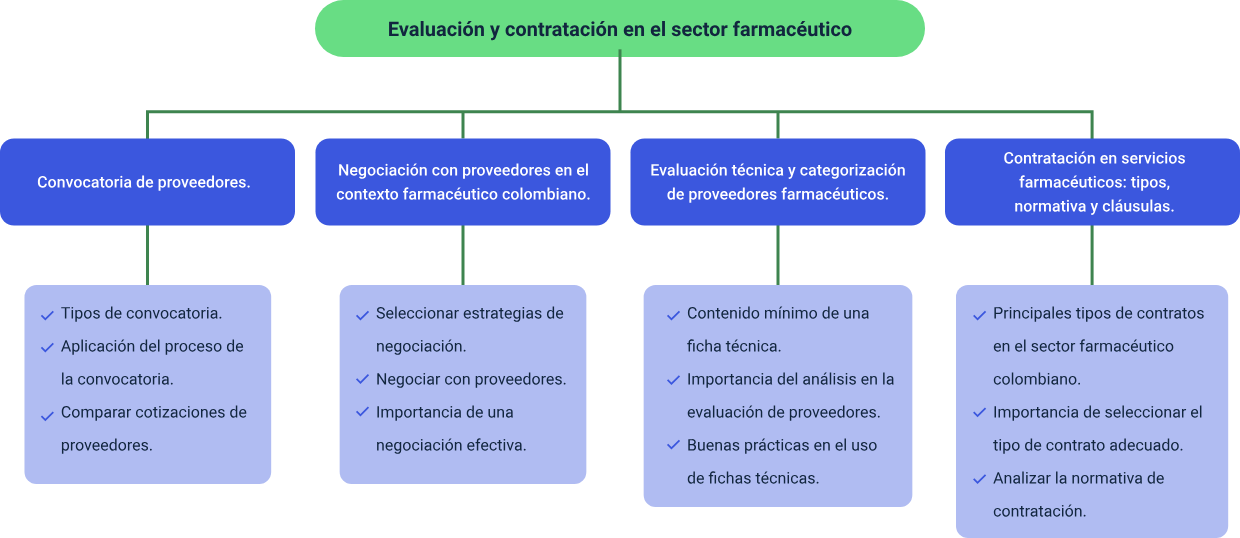 Evaluación y contratación en el sector farmacéutico
Convocatoria de proveedores.
Negociación con proveedores en el
contexto farmacéutico colombiano.
Evaluación técnica y categorización
de proveedores farmacéuticos.
Contratación en servicios
farmacéuticos: tipos,
normativa y cláusulas.
Tipos de convocatoria.
Aplicación del proceso de
la convocatoria.
Comparar cotizaciones de
proveedores.
Seleccionar estrategias de
negociación.
Negociar con proveedores.
Importancia de una
negociación efectiva.
Contenido mínimo de una
ficha técnica.
Importancia del análisis en la
evaluación de proveedores.
Buenas prácticas en el uso
de fichas técnicas.
Principales tipos de contratos
en el sector farmacéutico
colombiano.
Importancia de seleccionar el
tipo de contrato adecuado.
Analizar la normativa de
contratación.